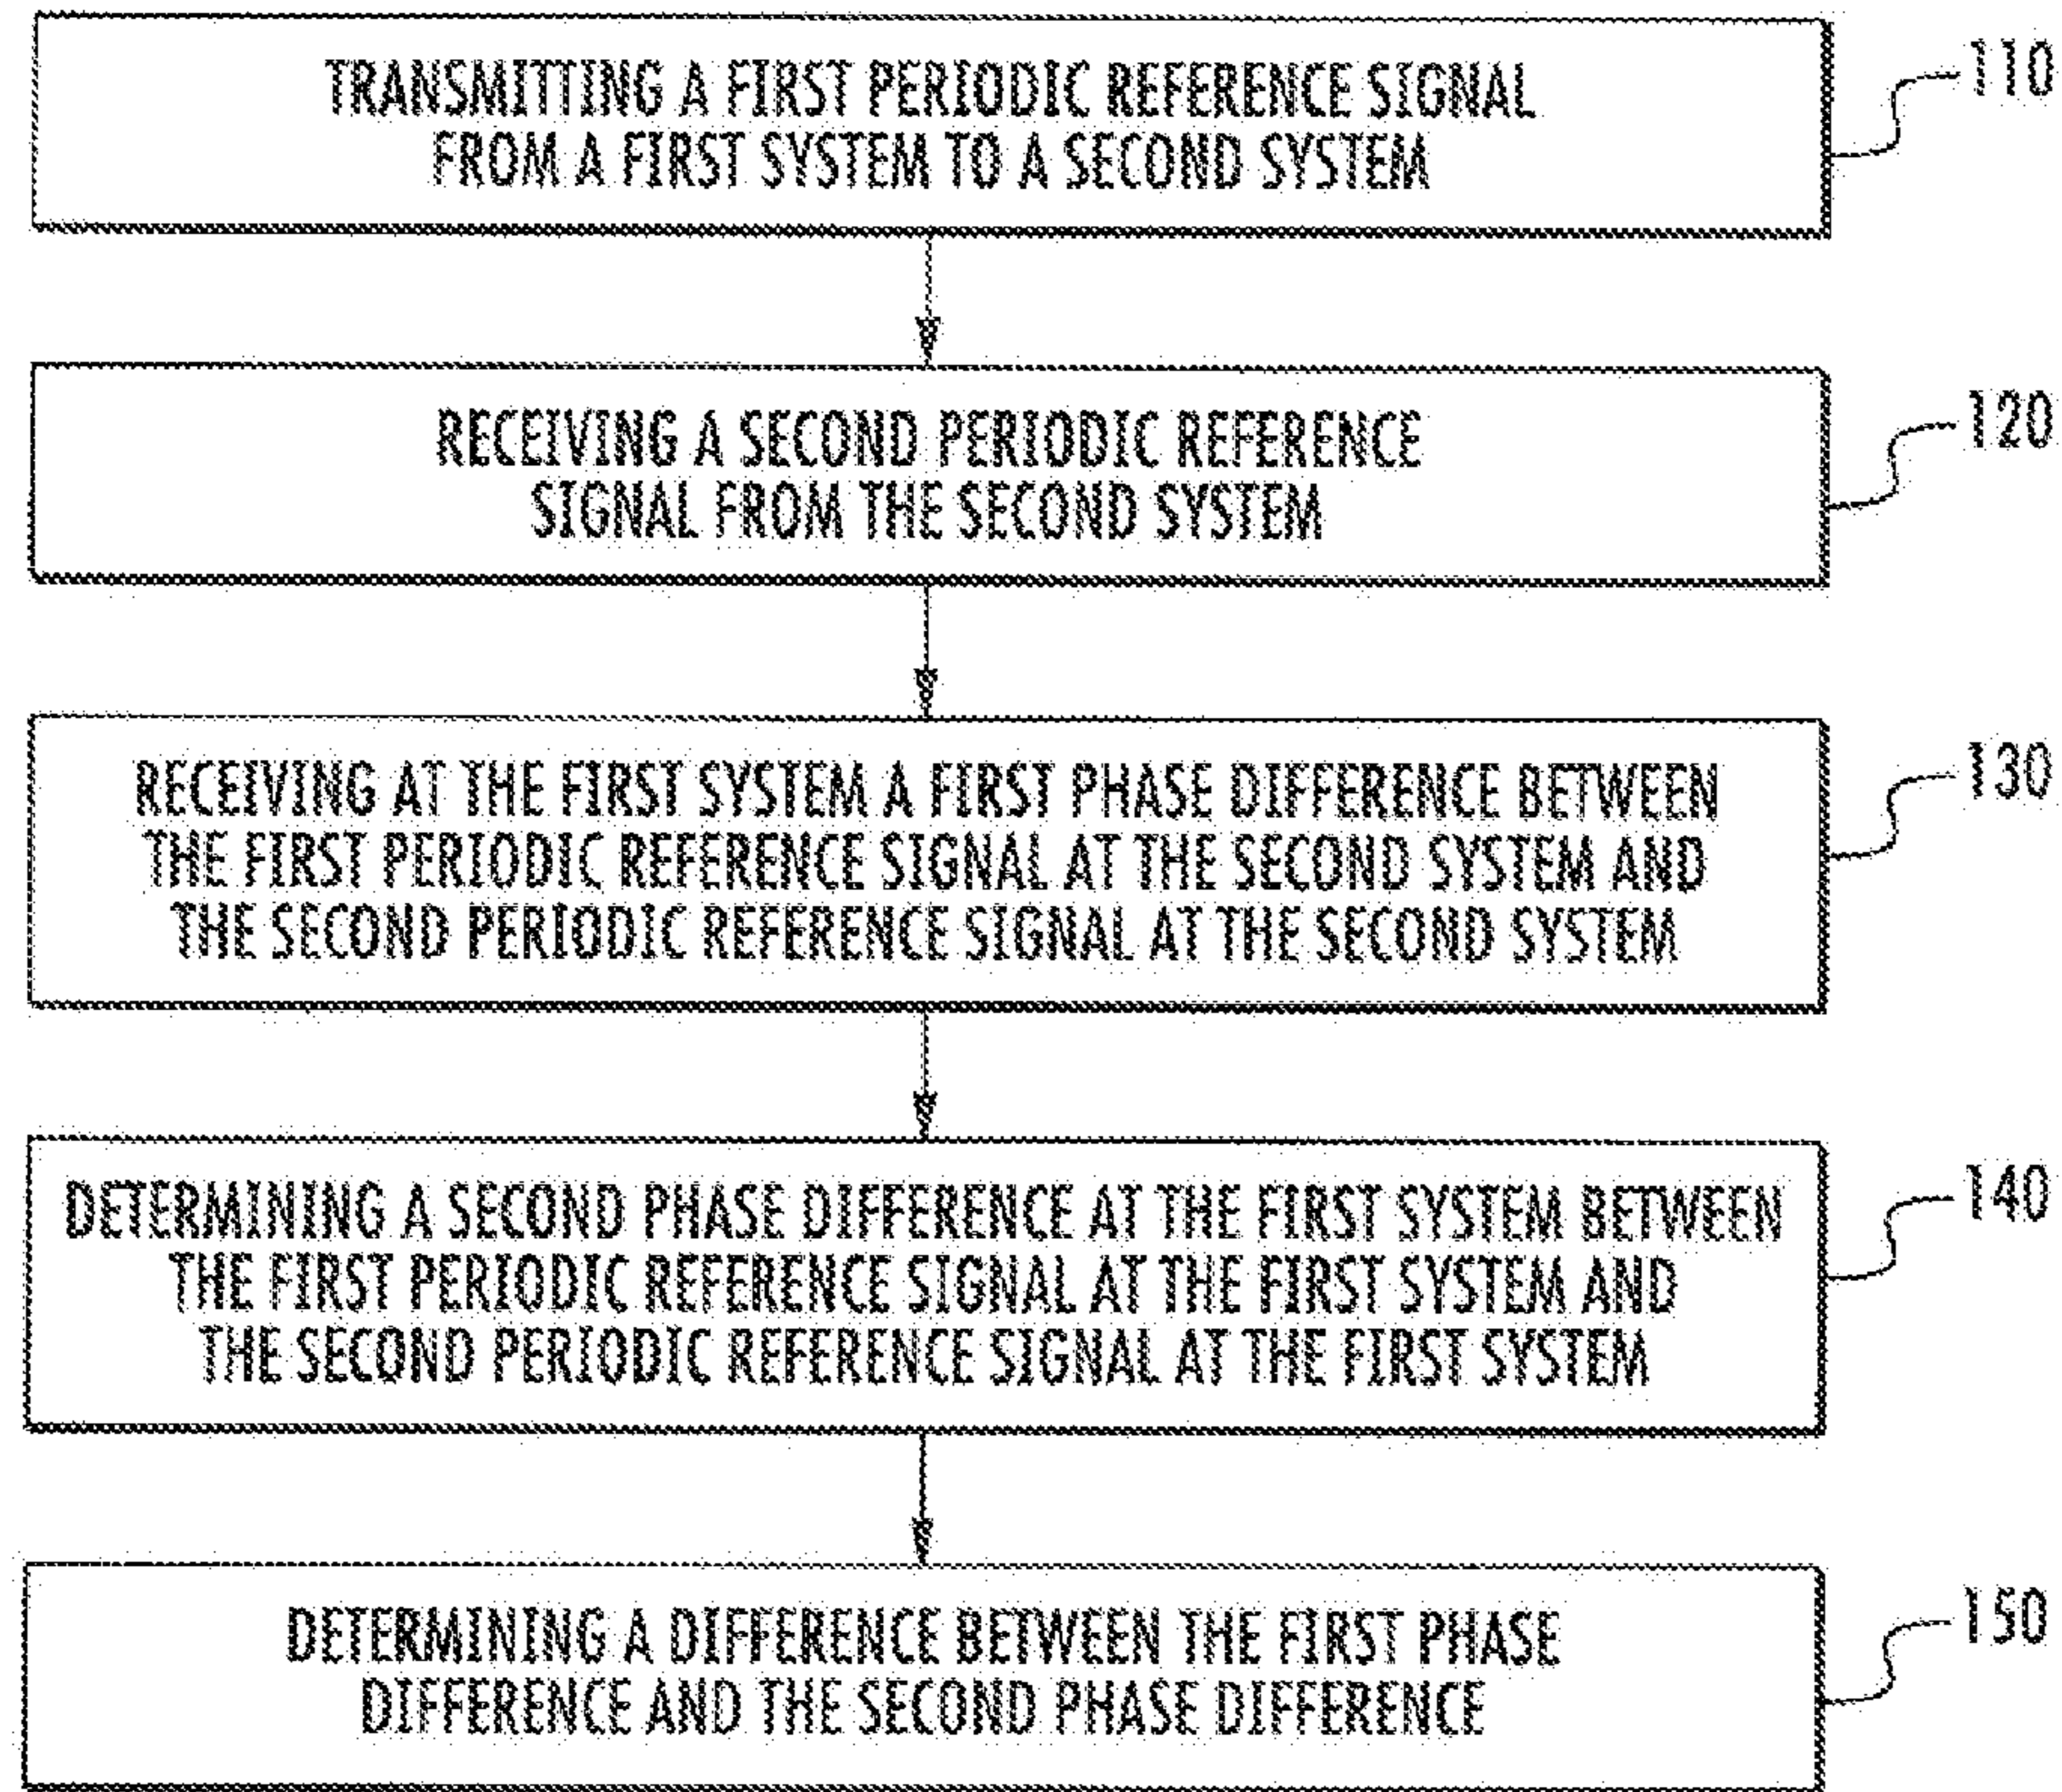 TRANSMITTING A FIRST PERIODIC REFERENCE SIGNAL
FROM A FIRST SYSTEM TO A SECOND SYSTEM
110
RECEIVING A SECOND PERIODIC REFERENCE
SIGNAL FROM THE SECOND SYSTEM
120
RECEIVING AT THE FIRST SYSTEM A FIRST PHASE DIFFERENCE BETWEEN
THE FIRST PERIODIC REFERENCE SIGNAL AT THE SECOND SYSTEM AND
THE SECOND PERIODIC REFERENCE SIGNAL AT THE SECOND SYSTEM
130
DETERMINING A SECOND PHASE DIFFERENCE AT THE FIRST SYSTEM BETWEEN
THE FIRST PERIODIC REFERENCE SIGNAL AT THE FIRST SYSTEM AND
THE SECOND PERIODIC REFERENCE SIGNAL AT THE FIRST SYSTEM
140
DETERMINING A DIFFERENCE BETWEEN THE FIRST PHASE
DIFFERENCE AND THE SECOND PHASE DIFFERENCE
150